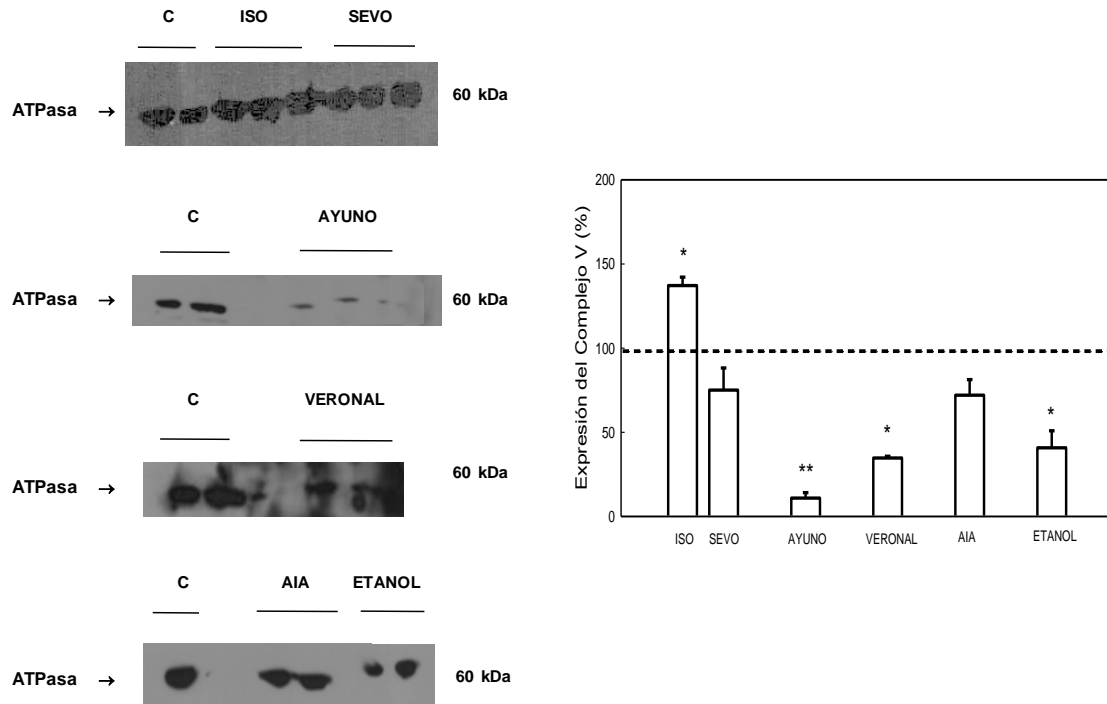 C ISO SEVO
ATPasa → 60 kDa
C AYUNO
ATPasa → 60 kDa
C VERONAL
ATPasa → 60 kDa
C AIA ETANOL
ATPasa → 60 kDa
Expresión del Complejo V (%)
200
150
100
50
0
*
** * *
ISO SEVO AYUNO VERONAL AIA ETANOL